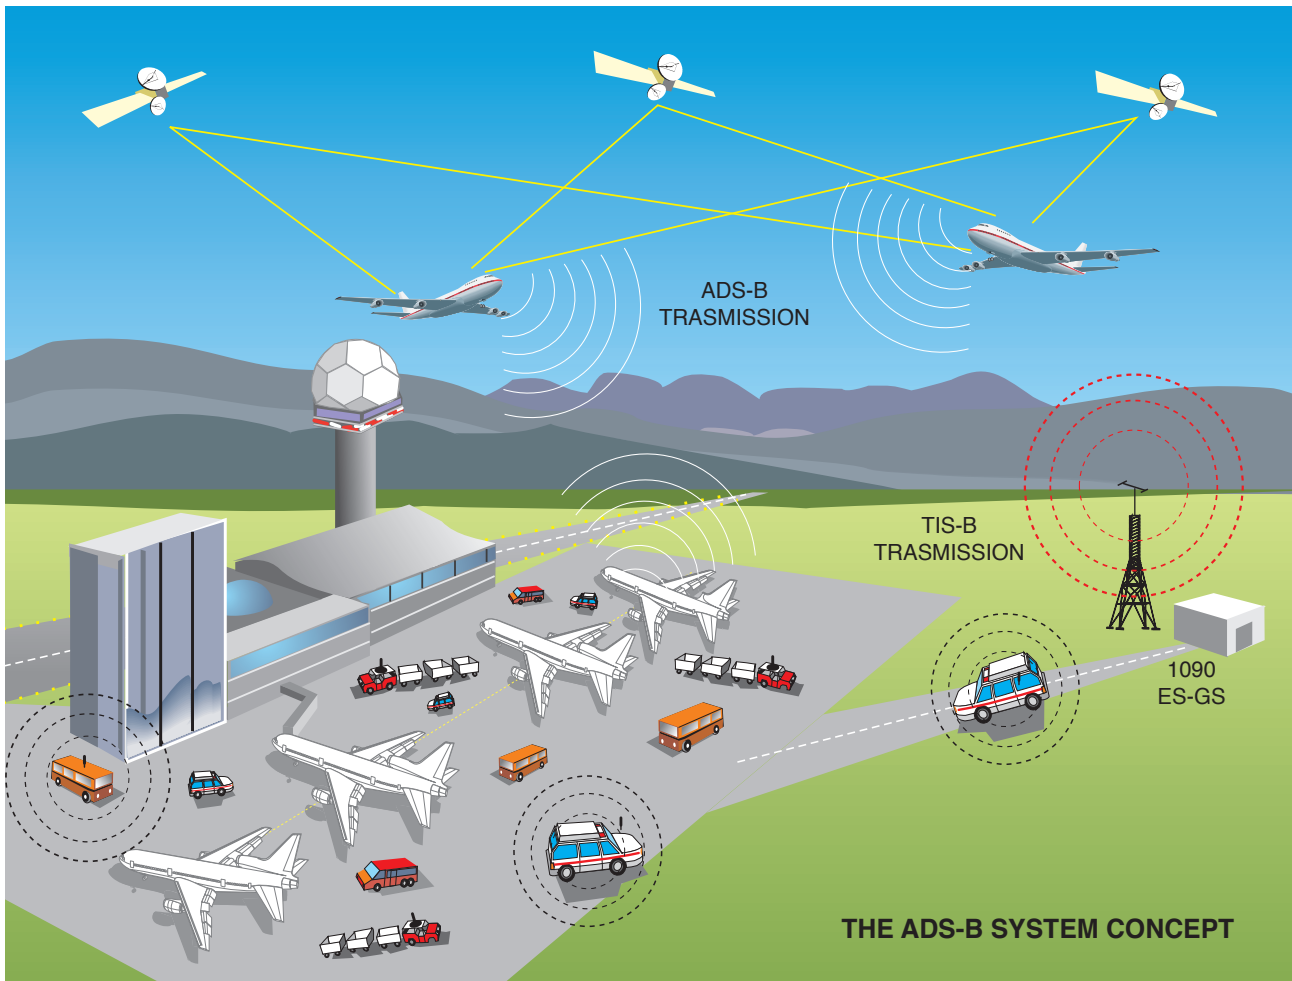 ADS-B
TRASMISSION
TIS-B
TRASMISSION
1090
ES-GS
THE ADS-B SYSTEM CONCEPT